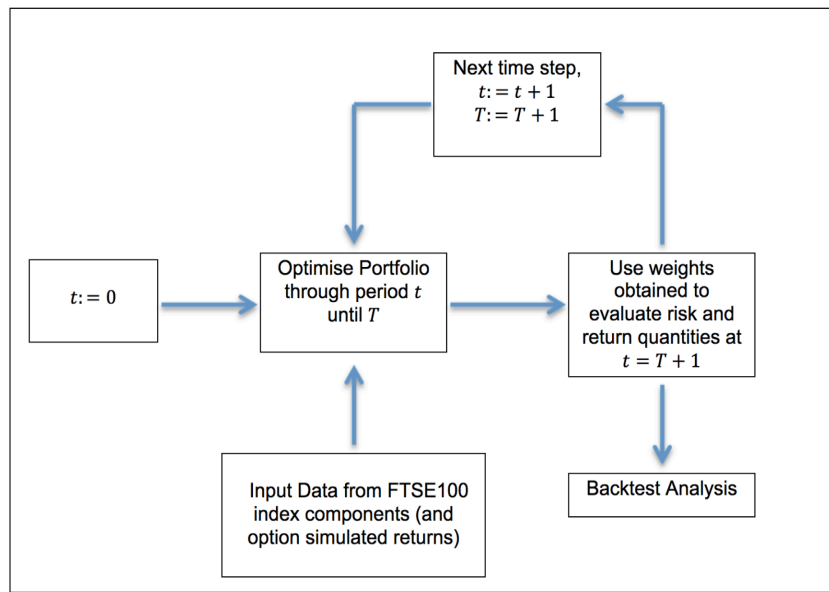 Next time step,
t: = t + 1
T: = T + 1
t: = 0
Optimise Portfolio
through period t
until T
Use weights
obtained to
evaluate risk and
return quantities at
t = T + 1
Input Data from FTSE100
index components (and
option simulated returns)
Backtest Analysis